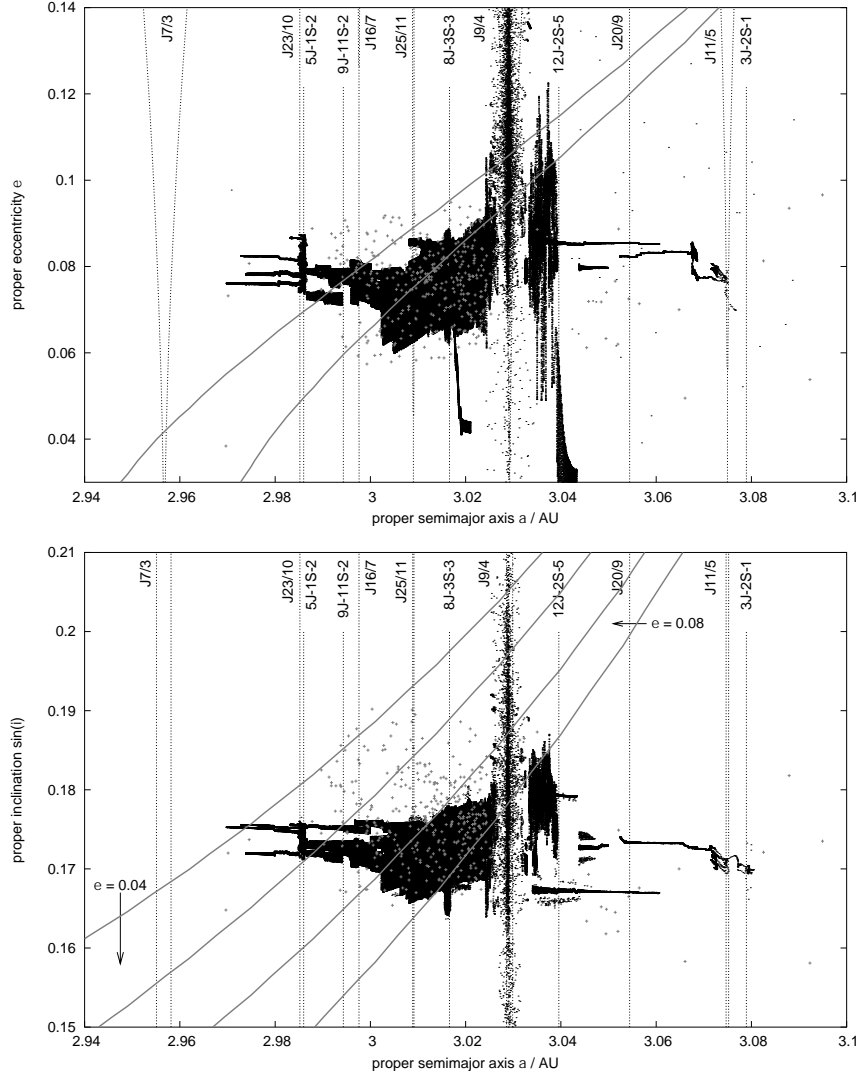 0.14
0.12
0.1
0.08
0.06
0.04
proper eccentricity e
J7/3
J23/10
5J-1S-2
9J-11S-2
J16/7
J25/11
8J-3S-3
J9/4
12J-2S-5
J20/9
J11/5
3J-2S-1
2.94 2.96 2.98 3 3.02 3.04 3.06 3.08 3.1
proper semimajor axis a / AU
0.21
0.2
0.19
0.18
0.17
0.16
0.15
proper inclination sin(i)
J7/3
J23/10
5J-1S-2
9J-11S-2
J16/7
J25/11
8J-3S-3
J9/4
12J-2S-5
J20/9
J11/5
3J-2S-1
e = 0.08
e = 0.04
2.94 2.96 2.98 3 3.02 3.04 3.06 3.08 3.1
proper semimajor axis a / AU